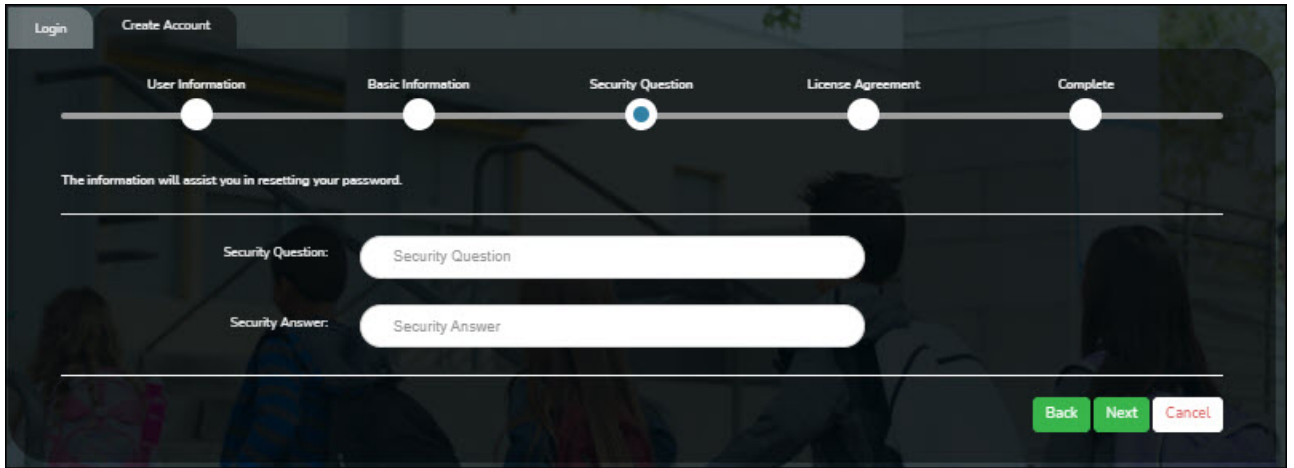 Login
Create Account
User Information
Basic Information
Security Question
License Agreement
Complete
The information will assist you in resetting your password.
Security Question:
Security Question
Security Answer:
Security Answer
Back
Next
Cancel